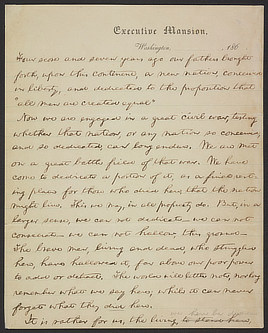 Executive Mansion,
Washington, , 186
Four score and seven years ago our fathers brought
forth, upon this continent, a new nation, conceived
in liberty, and dedicated to the proposition that
"all men are created equal"
Now we are engaged in a great civil war, testing
whether that nation, or any nation so conceived,
and so dedicated, can long endure. We are met
on a great battle field of that war. We have
come to dedicate a portion of it, as a final rest-
ing place for those who died here, that the nation
might live. This we may, in all propriety do. But, in a
larger sense, we can not dedicate — we can not
consecrate — we can not hallow, this ground —
The brave men, living and dead, who struggled
here, have hallowed it, far above our poor power
to add or detract. The world will little note, nor long
remember what we say here; while it can never
forget what they did here.
It is rather for us, the living, to stand here,